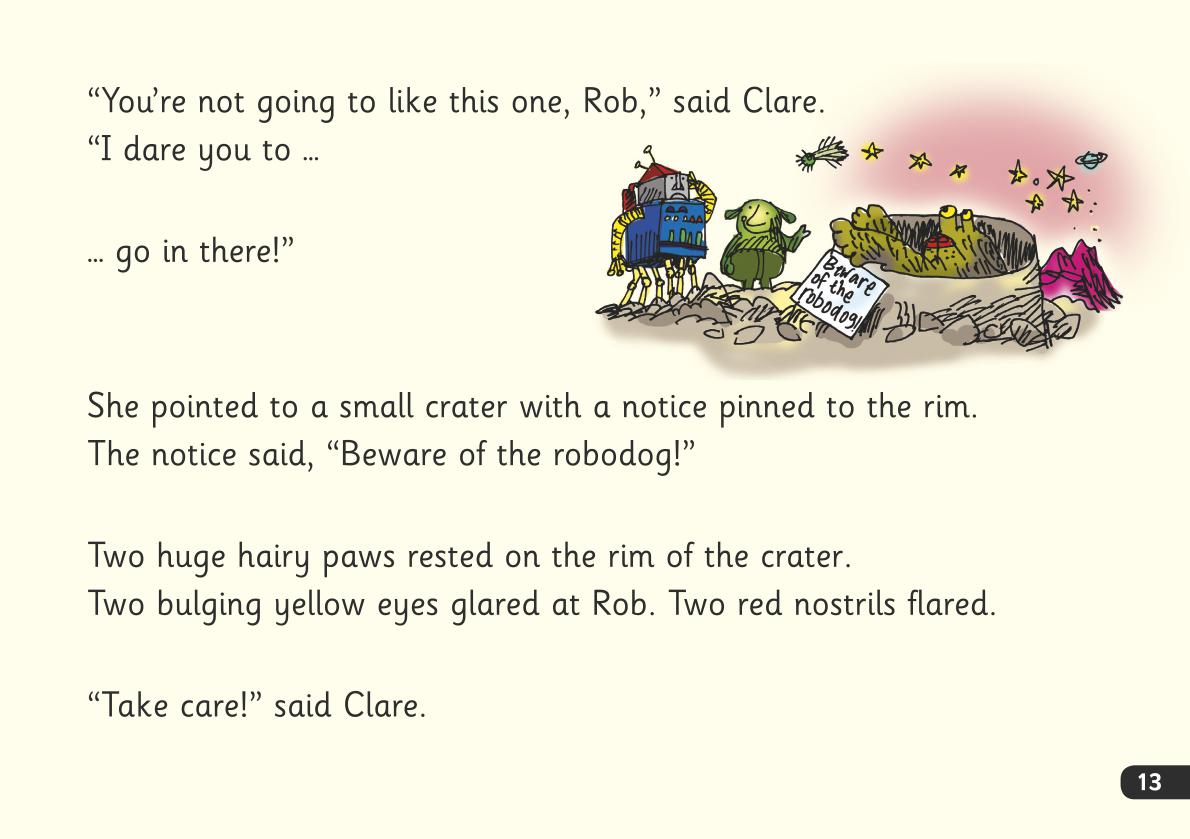 “You’re not going to like this one, Rob,” said Clare.
“I dare you to ...
... go in there!”
Beware
of the
robodog!
She pointed to a small crater with a notice pinned to the rim.
The notice said, “Beware of the robodog!”
Two huge hairy paws rested on the rim of the crater.
Two bulging yellow eyes glared at Rob. Two red nostrils flared.
“Take care!” said Clare.
13